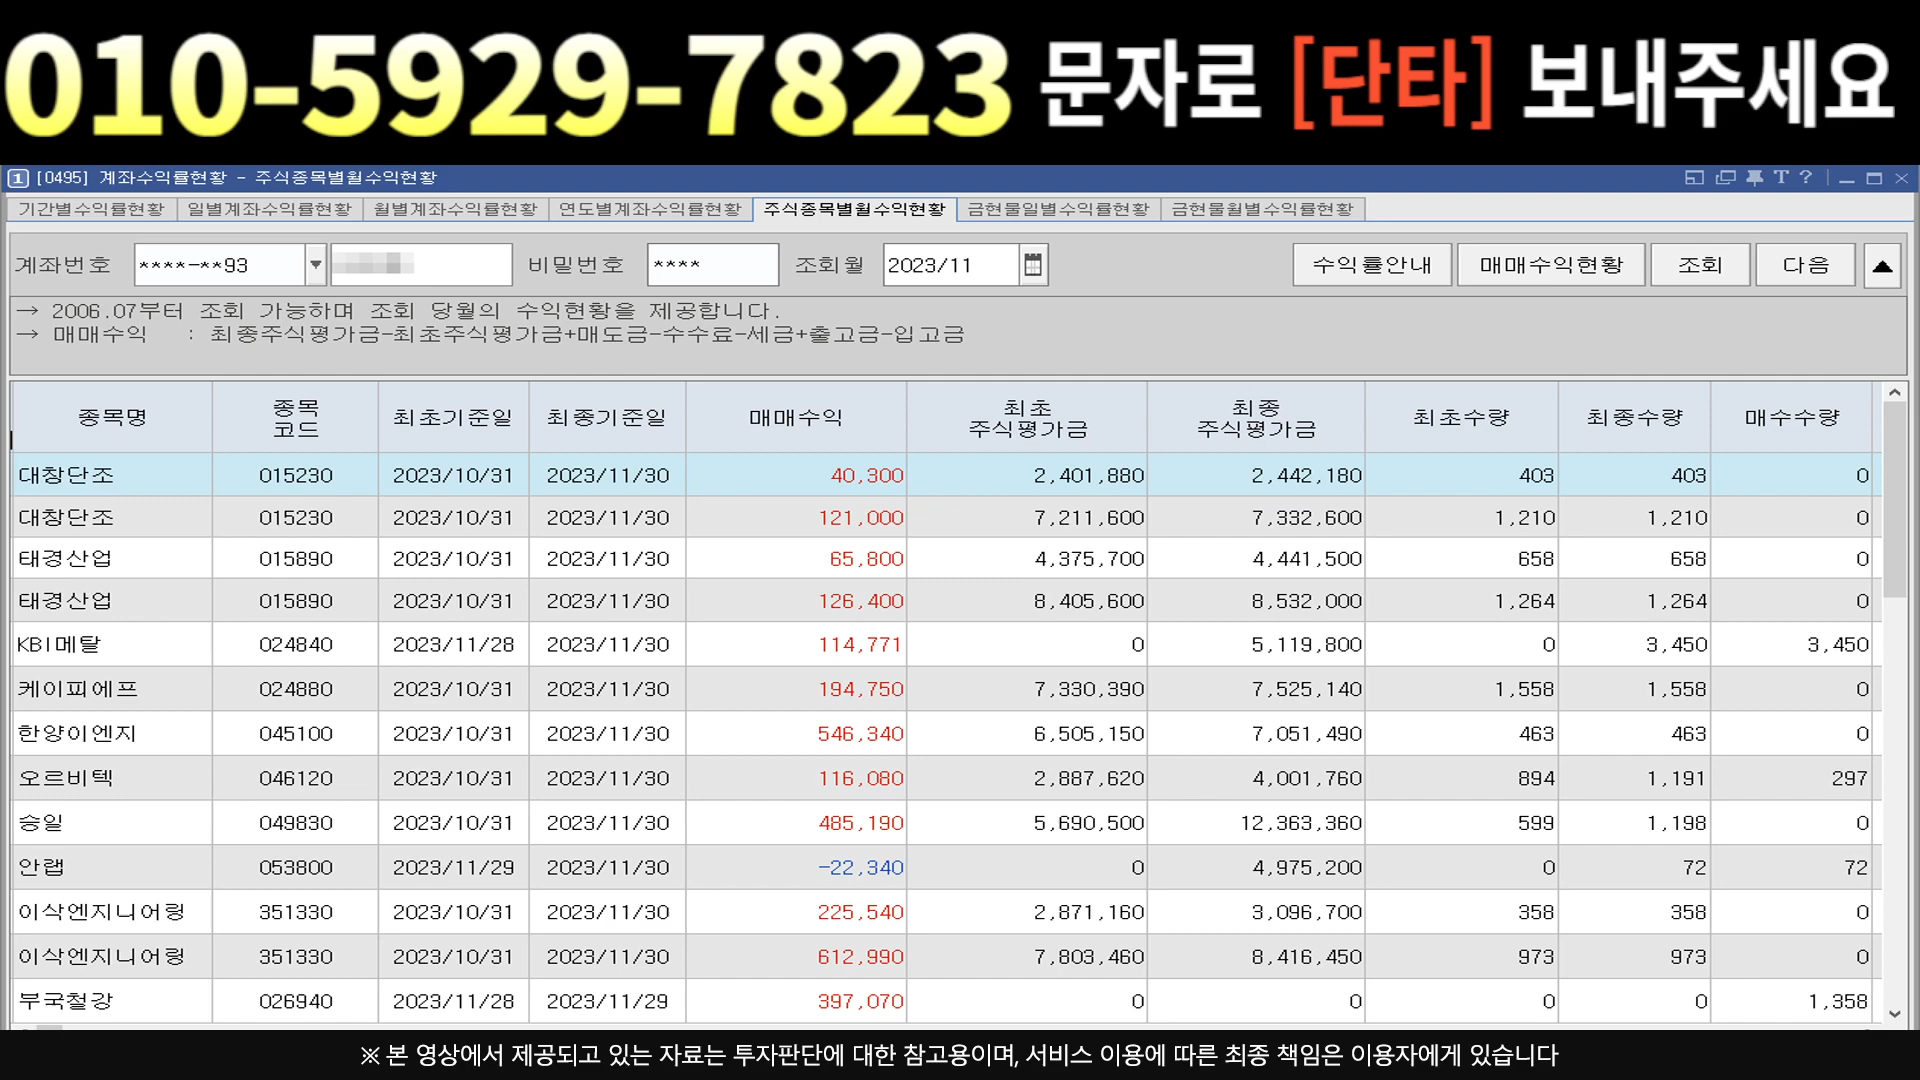 010-5929-7823 문자로 [단타] 보내주세요
1 [0495] 계좌수익률현황 - 주식종목별월수익현황
기간별수익률현황 일별계좌수익률현황 월별계좌수익률현황 연도별계좌수익률현황 주식종목별월수익현황 금현물일별수익률현황 금현물월별수익률현황
계좌번호 ****-**93 비밀번호 **** 조회월 2023/11 수익률안내 매매수익현황 조회 다음
→ 2006.07부터 조회 가능하며 조회 당월의 수익현황을 제공합니다.
→ 매매수익 : 최종주식평가금-최초주식평가금+매도금-수수료-세금+출고금-입고금
종목명 종목코드 최초기준일 최종기준일 매매수익 최초주식평가금 최종주식평가금 최초수량 최종수량 매수수량
대창단조 015230 2023/10/31 2023/11/30 40,300 2,401,880 2,442,180 403 403 0
대창단조 015230 2023/10/31 2023/11/30 121,000 7,211,600 7,332,600 1,210 1,210 0
태경산업 015890 2023/10/31 2023/11/30 65,800 4,375,700 4,441,500 658 658 0
태경산업 015890 2023/10/31 2023/11/30 126,400 8,405,600 8,532,000 1,264 1,264 0
KBI메탈 024840 2023/11/28 2023/11/30 114,771 0 5,119,800 0 3,450 3,450
케이피에프 024880 2023/10/31 2023/11/30 194,750 7,330,390 7,525,140 1,558 1,558 0
한양이엔지 045100 2023/10/31 2023/11/30 546,340 6,505,150 7,051,490 463 463 0
오르비텍 046120 2023/10/31 2023/11/30 116,080 2,887,620 4,001,760 894 1,191 297
승일 049830 2023/10/31 2023/11/30 485,190 5,690,500 12,363,360 599 1,198 0
안랩 053800 2023/11/29 2023/11/30 -22,340 0 4,975,200 0 72 72
이삭엔지니어링 351330 2023/10/31 2023/11/30 225,540 2,871,160 3,096,700 358 358 0
이삭엔지니어링 351330 2023/10/31 2023/11/30 612,990 7,803,460 8,416,450 973 973 0
부국철강 026940 2023/11/28 2023/11/29 397,070 0 0 0 0 1,358
※ 본 영상에서 제공되고 있는 자료는 투자판단에 대한 참고용이며, 서비스 이용에 따른 최종 책임은 이용자에게 있습니다